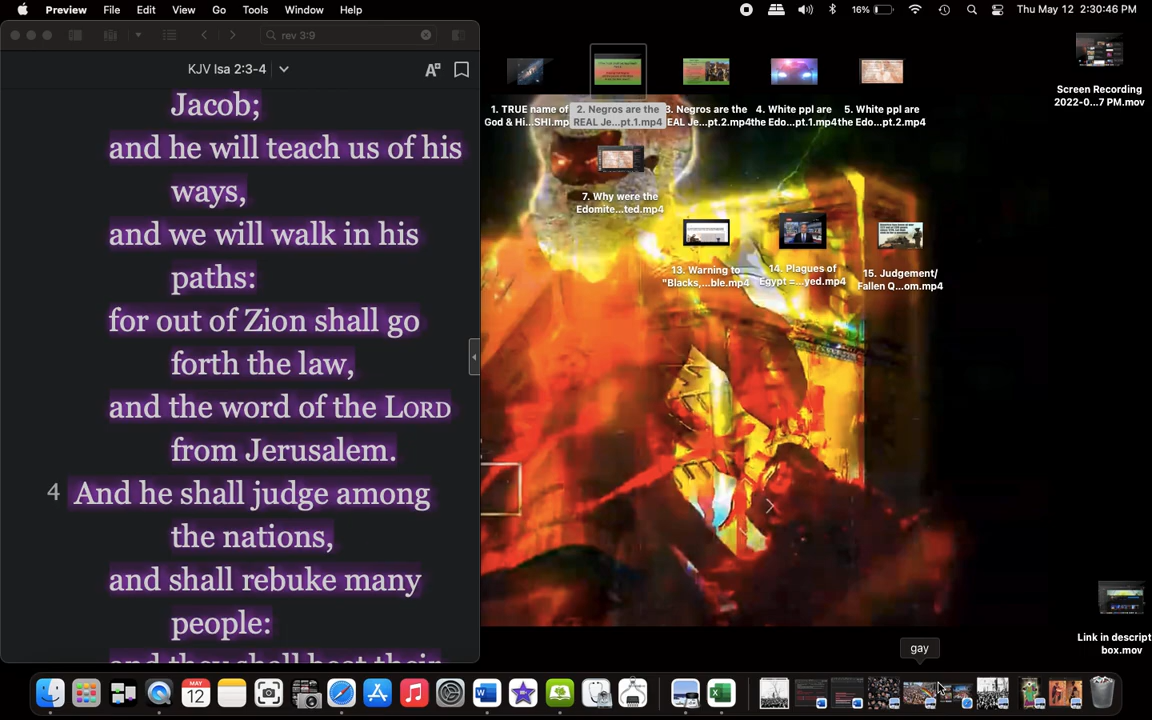 Preview File Edit View Go Tools Window Help 16% Thu May 12 2:30:46 PM
rev 3:9
KJV Isa 2:3-4
Jacob;
and he will teach us of his
ways,
and we will walk in his
paths:
for out of Zion shall go
forth the law,
and the word of the LORD
from Jerusalem.
4 And he shall judge among
the nations,
and shall rebuke many
people:
and they shall beat their
1. TRUE name of
God & Hi...SHI.mp
2. Negros are the
REAL Je...pt.1.mp4
3. Negros are the
EAL Je...pt.2.mp4
4. White ppl are
the Edo...pt.1.mp4
5. White ppl are
the Edo...pt.2.mp4
7. Why were the
Edomite...ted.mp4
13. Warning to
"Blacks,...ble.mp4
14. Plagues of
Egypt =...yed.mp4
15. Judgement/
Fallen Q...om.mp4
Screen Recording
2022-0...7 PM.mov
Link in descript
box.mov
gay
MAY
12